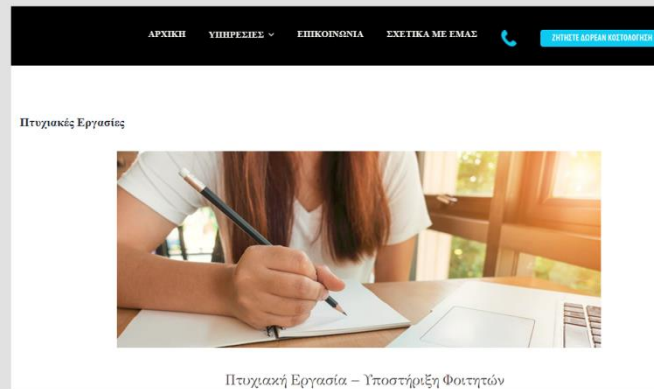 ΑΡΧΙΚΗ ΥΠΗΡΕΣΙΕΣ ΕΠΙΚΟΙΝΩΝΙΑ ΣΧΕΤΙΚΑ ΜΕ ΕΜΑΣ ΖΗΤΗΣΤΕ ΔΩΡΕΑΝ ΚΟΣΤΟΛΟΓΗΣΗ
Πτυχιακές Εργασίες
Πτυχιακή Εργασία – Υποστήριξη Φοιτητών